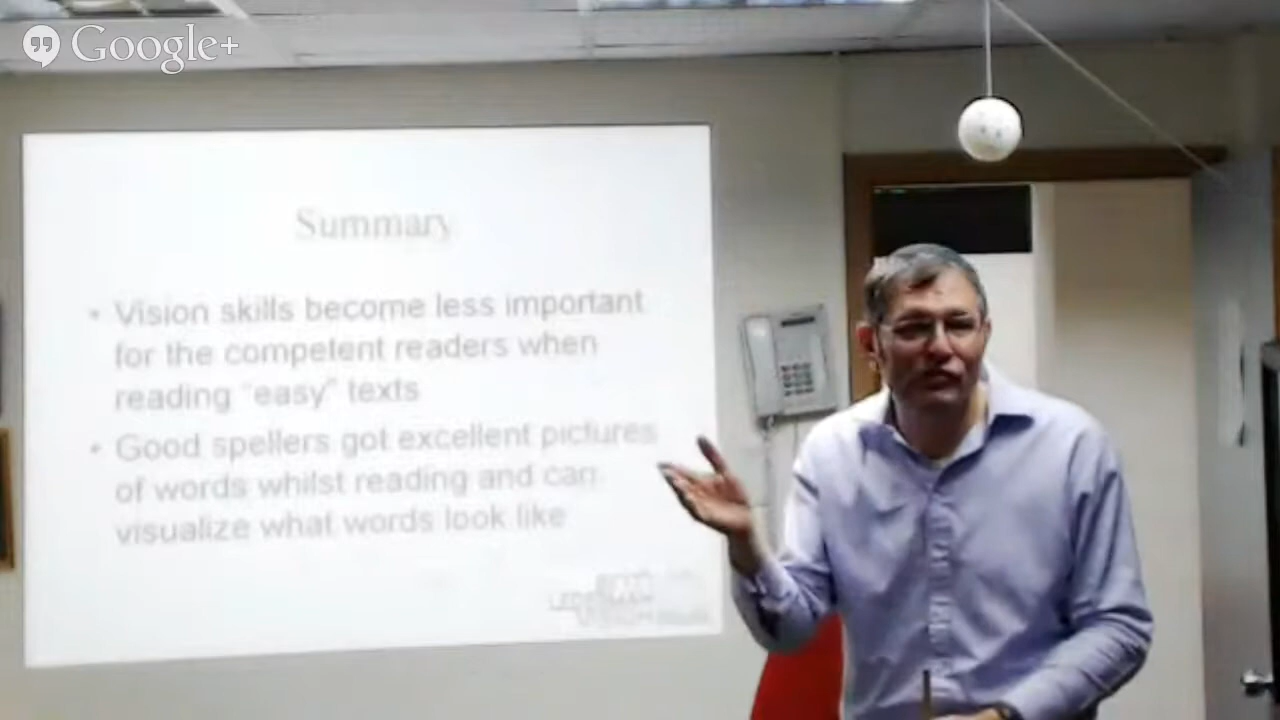 Google+
Summary
• Vision skills become less important
for the competent readers when
reading "easy" texts
• Good spellers got excellent pictures
of words whilst reading and can
visualize what words look like